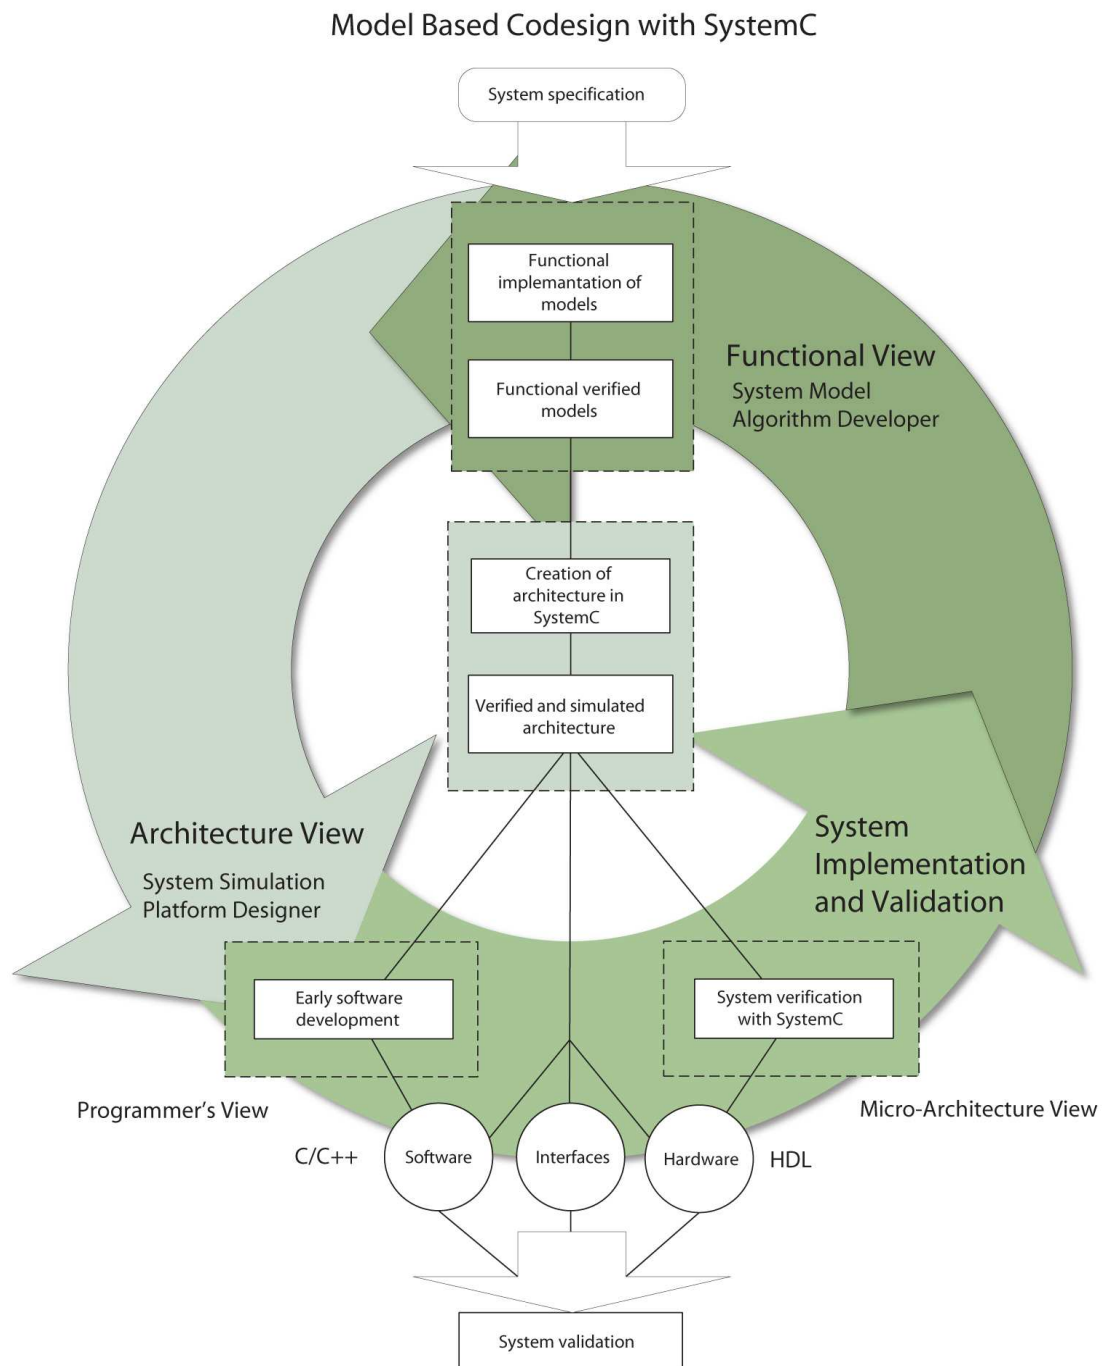 Model Based Codesign with SystemC
System specification
Functional
implemantation of
models
Functional verified
models
Functional View
System Model
Algorithm Developer
Creation of
architecture in
SystemC
Verified and simulated
architecture
Architecture View
System Simulation
Platform Designer
System
Implementation
and Validation
Early software
development
System verification
with SystemC
Programmer's View
Micro-Architecture View
C/C++
Software
Interfaces
Hardware
HDL
System validation